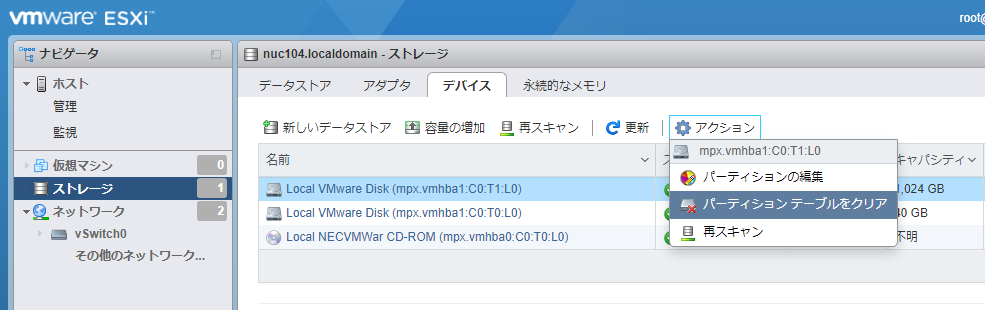 vmware ESXi
root@
ナビゲータ
ホスト
管理
監視
仮想マシン 0
ストレージ 1
ネットワーク 2
vSwitch0
その他のネットワーク...
nuc104.localdomain - ストレージ
データストア アダプタ デバイス 永続的なメモリ
新しいデータストア 容量の増加 再スキャン 更新 アクション
名前 キャパシティ
Local VMware Disk (mpx.vmhba1:C0:T1:L0) 1,024 GB
Local VMware Disk (mpx.vmhba1:C0:T0:L0) 40 GB
Local NECVMWar CD-ROM (mpx.vmhba0:C0:T0:L0) 不明
mpx.vmhba1:C0:T1:L0
パーティションの編集
パーティション テーブルをクリア
再スキャン